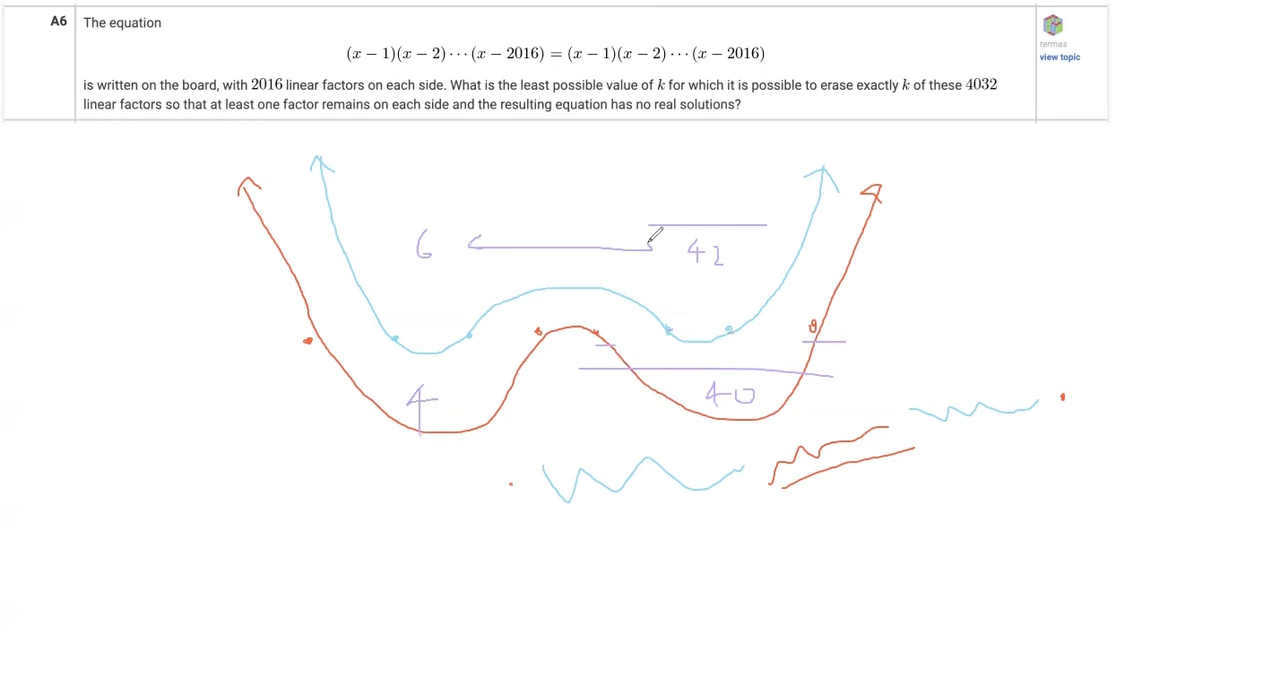 A6 The equation
(x − 1)(x − 2) · · · (x − 2016) = (x − 1)(x − 2) · · · (x − 2016)
is written on the board, with 2016 linear factors on each side. What is the least possible value of k for which it is possible to erase exactly k of these 4032
linear factors so that at least one factor remains on each side and the resulting equation has no real solutions?
termas
view topic
6
42
4
40